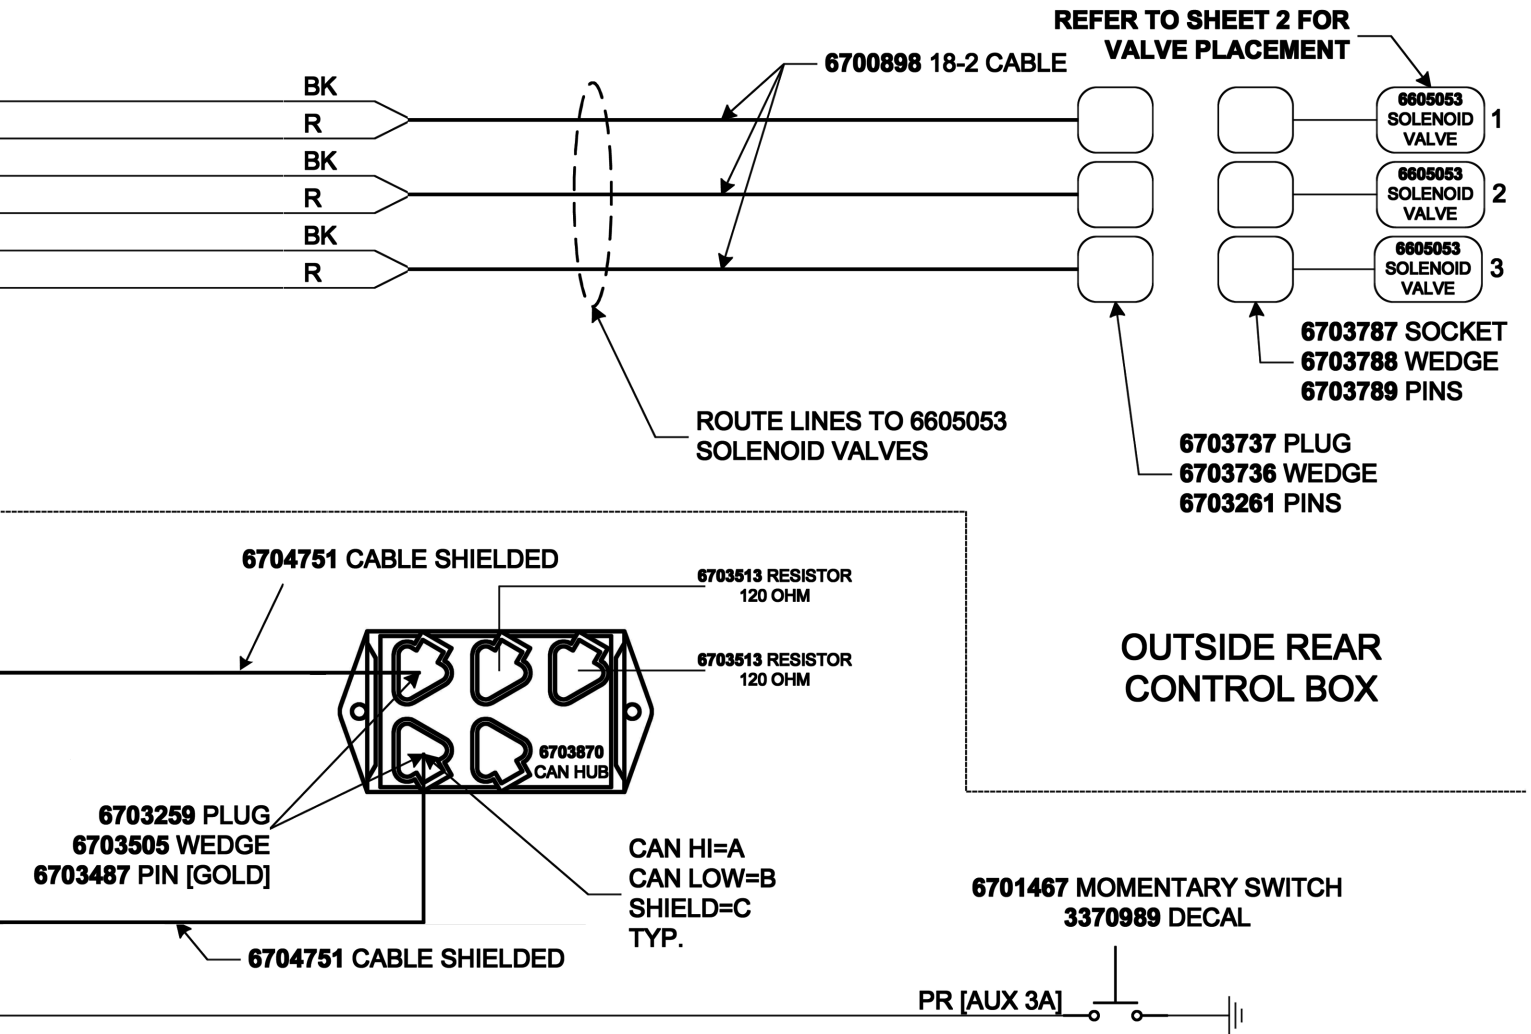 REFER TO SHEET 2 FOR
VALVE PLACEMENT
6700898 18-2 CABLE
BK
R
BK
R
BK
R
6605053
SOLENOID
VALVE
1
6605053
SOLENOID
VALVE
2
6605053
SOLENOID
VALVE
3
6703787 SOCKET
6703788 WEDGE
6703789 PINS
ROUTE LINES TO 6605053
SOLENOID VALVES
6703737 PLUG
6703736 WEDGE
6703261 PINS
6704751 CABLE SHIELDED
6703513 RESISTOR
120 OHM
6703513 RESISTOR
120 OHM
OUTSIDE REAR
CONTROL BOX
6703870
CAN HUB
6703259 PLUG
6703505 WEDGE
6703487 PIN [GOLD]
CAN HI=A
CAN LOW=B
SHIELD=C
TYP.
6704751 CABLE SHIELDED
6701467 MOMENTARY SWITCH
3370989 DECAL
PR [AUX 3A]